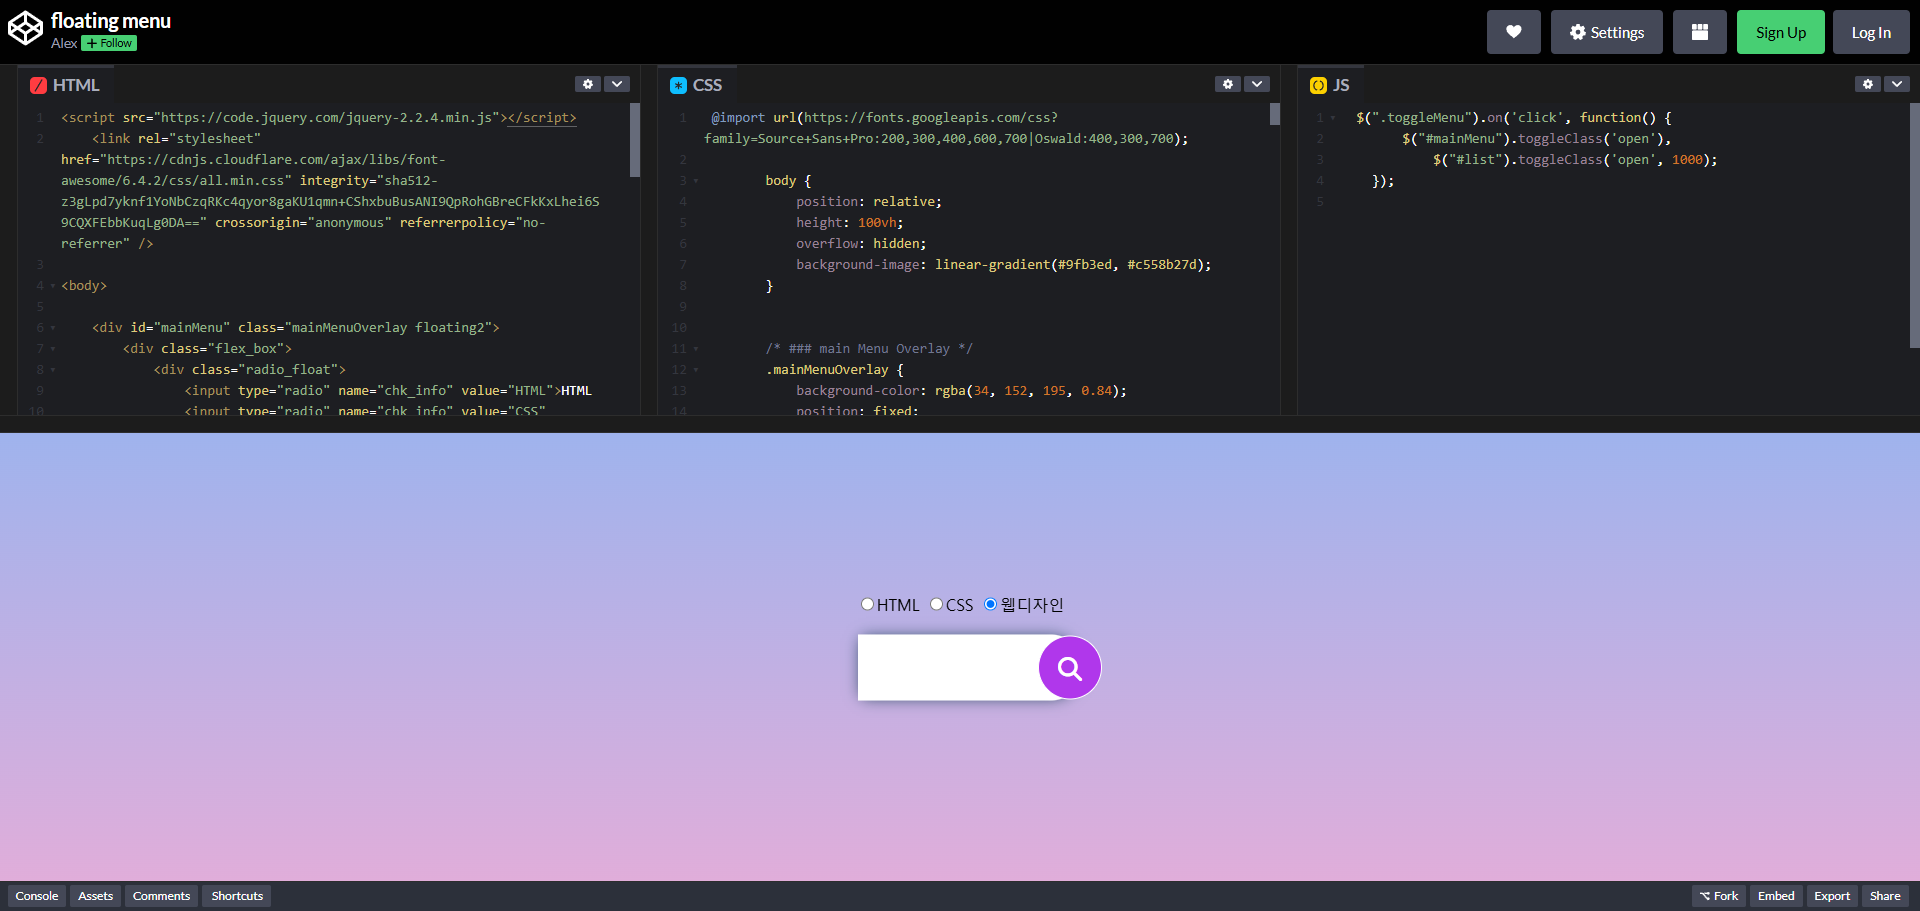 floating menu
Alex + Follow
Settings
Sign Up
Log In
HTML
1 <script src="https://code.jquery.com/jquery-2.2.4.min.js"></script>
2 <link rel="stylesheet"
href="https://cdnjs.cloudflare.com/ajax/libs/font-
awesome/6.4.2/css/all.min.css" integrity="sha512-
z3gLpd7yknf1YoNbCzqRKc4qyor8gaKU1qmn+CShxbuBusANI9QpRohGBreCFkKxLhei6S
9CQXFEbbKuqLg0DA==" crossorigin="anonymous" referrerpolicy="no-
referrer" />
3
4 <body>
5
6 <div id="mainMenu" class="mainMenuOverlay floating2">
7 <div class="flex_box">
8 <div class="radio_float">
9 <input type="radio" name="chk_info" value="HTML">HTML
10 <input type="radio" name="chk_info" value="CSS"
CSS
1 @import url(https://fonts.googleapis.com/css?
family=Source+Sans+Pro:200,300,400,600,700|Oswald:400,300,700);
2
3 body {
4 position: relative;
5 height: 100vh;
6 overflow: hidden;
7 background-image: linear-gradient(#9fb3ed, #c558b27d);
8 }
9
10
11 /* ### main Menu Overlay */
12 .mainMenuOverlay {
13 background-color: rgba(34, 152, 195, 0.84);
14 position: fixed;
JS
1 $(".toggleMenu").on('click', function() {
2 $("#mainMenu").toggleClass('open'),
3 $("#list").toggleClass('open', 1000);
4 });
5
HTML CSS 웹디자인
Console Assets Comments Shortcuts
Fork Embed Export Share